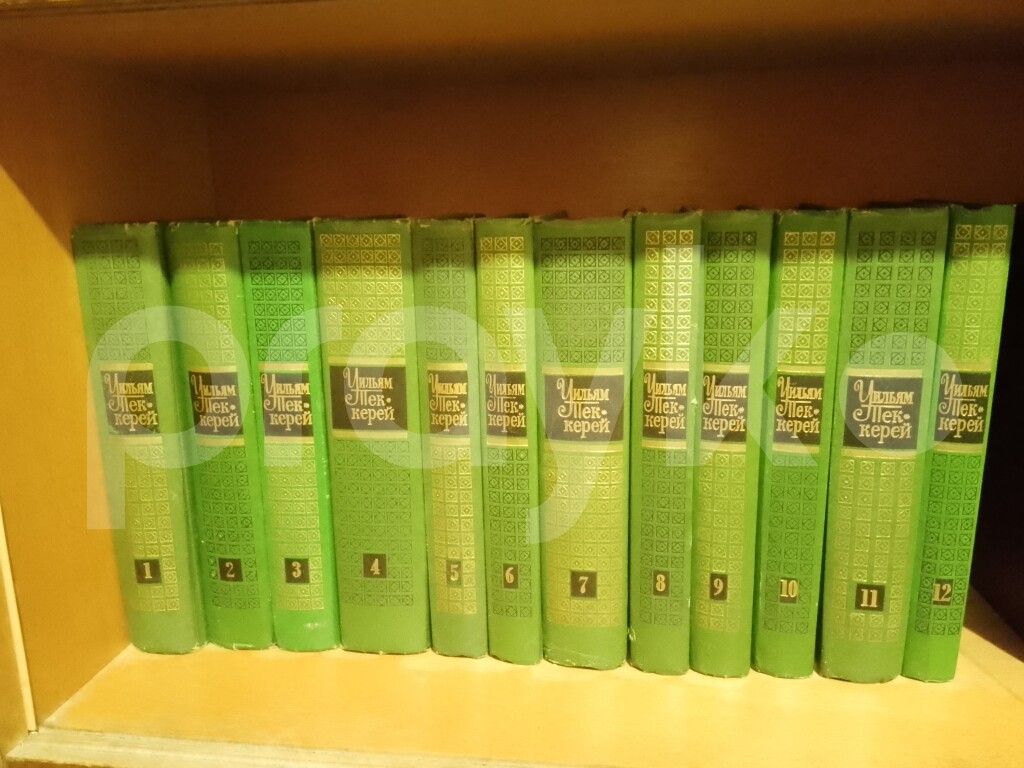 Уильям
Тек-
керей
1
Уильям
Тек-
керей
2
Уильям
Тек-
керей
3
Уильям
Тек-
керей
4
Уильям
Тек-
керей
5
Уильям
Тек-
керей
6
Уильям
Тек-
керей
7
Уильям
Тек-
керей
8
Уильям
Тек-
керей
9
Уильям
Тек-
керей
10
Уильям
Тек-
керей
11
Уильям
Тек-
керей
12
prayko